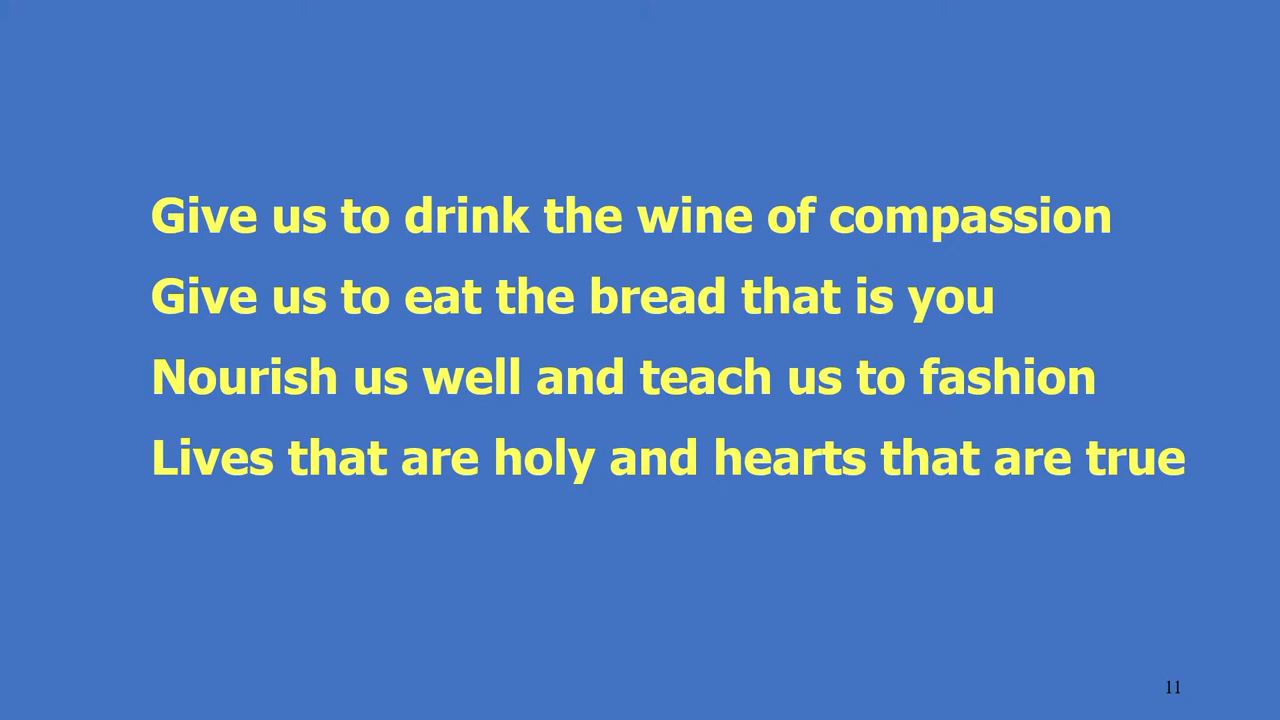 Give us to drink the wine of compassion
Give us to eat the bread that is you
Nourish us well and teach us to fashion
Lives that are holy and hearts that are true
11